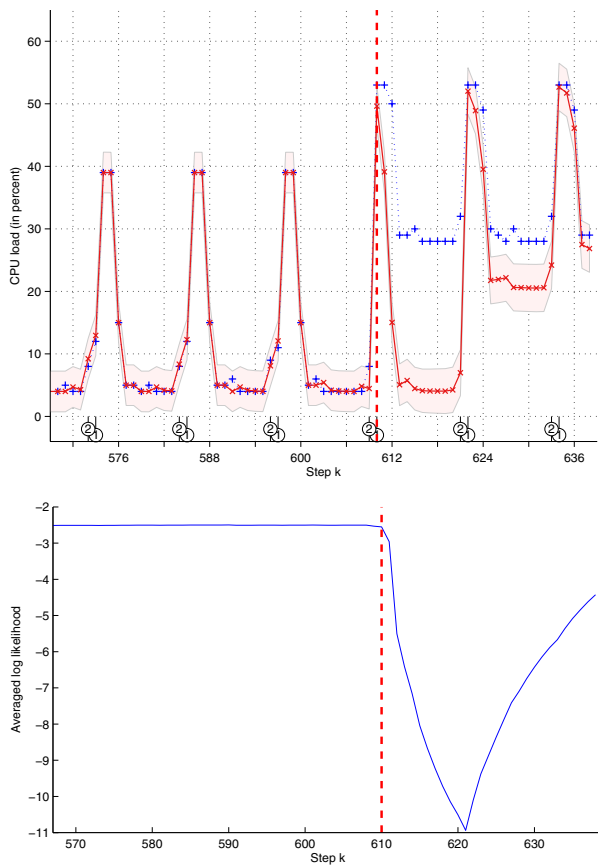 60
50
40
30
20
10
0
CPU load (in percent)
2 1 2 1 2 1 2 1 2 1 2 1
576 588 600 612 624 636
Step k
−2
−3
−4
−5
−6
−7
−8
−9
−10
−11
Averaged log likelihood
570 580 590 600 610 620 630
Step k